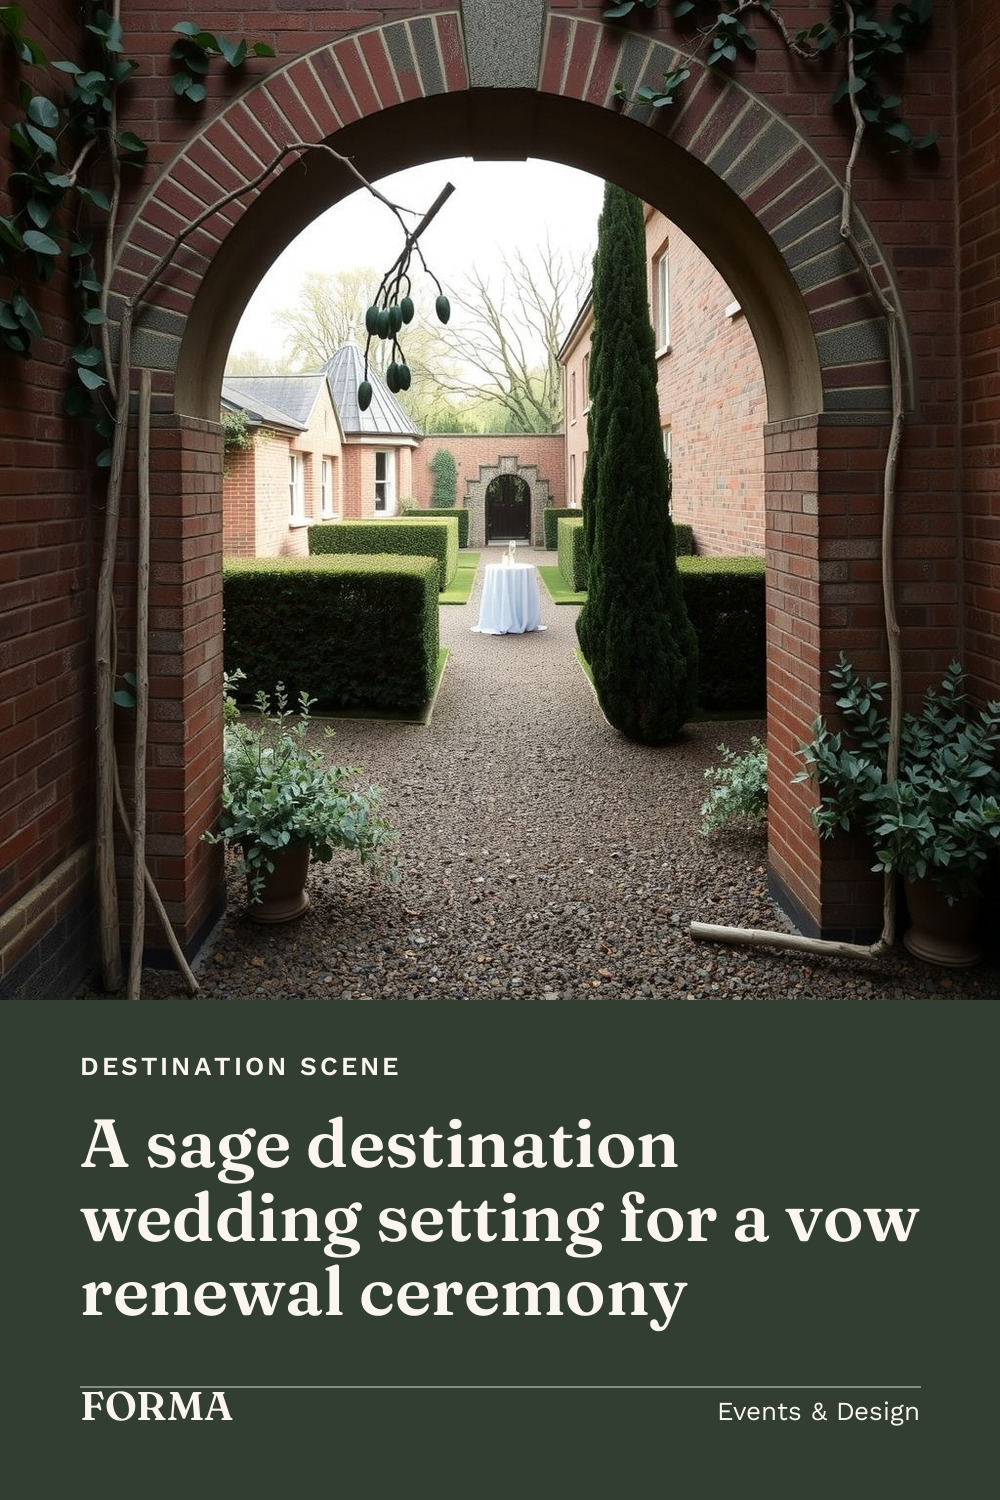 DESTINATION SCENE
A sage destination
wedding setting for a vow
renewal ceremony
FORMA
Events & Design